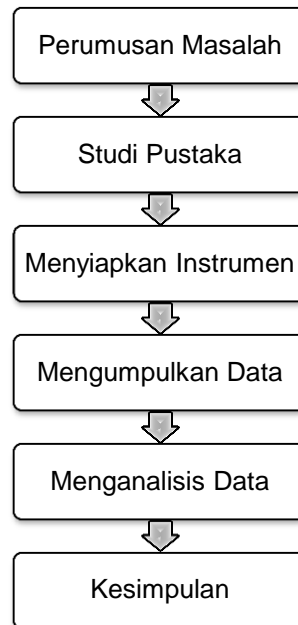 Perumusan Masalah
Studi Pustaka
Menyiapkan Instrumen
Mengumpulkan Data
Menganalisis Data
Kesimpulan